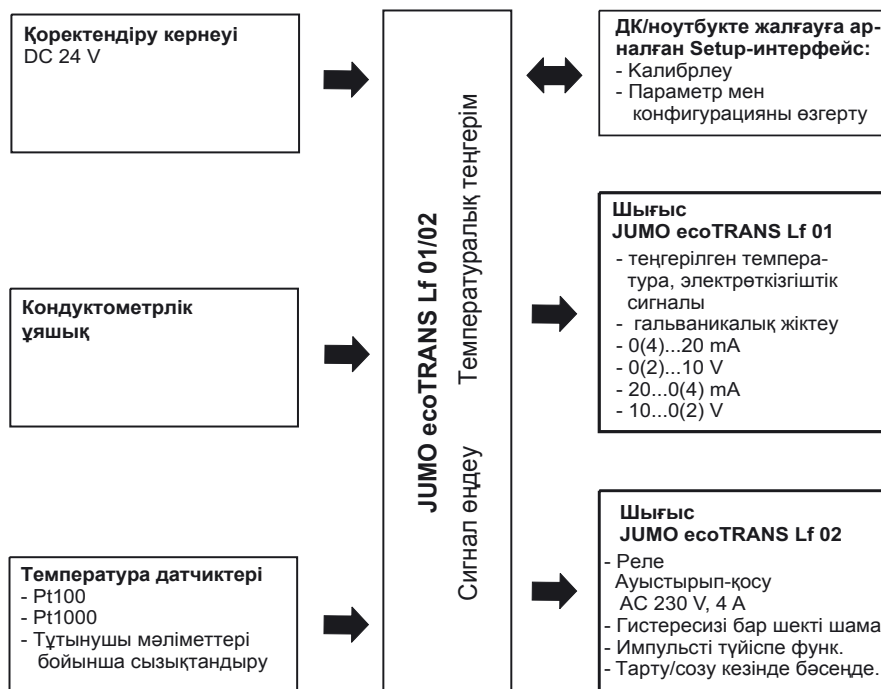 Қоректендіру кернеуі
DC 24 V
Кондуктометрлік
ұяшық
Температура датчиктері
- Pt100
- Pt1000
- Тұтынушы мәліметтері
бойынша сызықтандыру
JUMO ecoTRANS Lf 01/02
Сигнал өңдеу Температуралық теңгерім
ДК/ноутбукте жалғауға ар-
налған Setup-интерфейс:
- Калибрлеу
- Параметр мен
конфигурацияны өзгерту
Шығыс
JUMO ecoTRANS Lf 01
- теңгерілген темпера-
тура, электрөткізгіштік
сигналы
- гальваникалық жіктеу
- 0(4)...20 mA
- 0(2)...10 V
- 20...0(4) mA
- 10...0(2) V
Шығыс
JUMO ecoTRANS Lf 02
- Реле
Ауыстырып-қосу
AC 230 V, 4 A
- Гистересизі бар шекті шама
- Импульсті түйіспе функ.
- Тарту/созу кезінде бәсеңде.